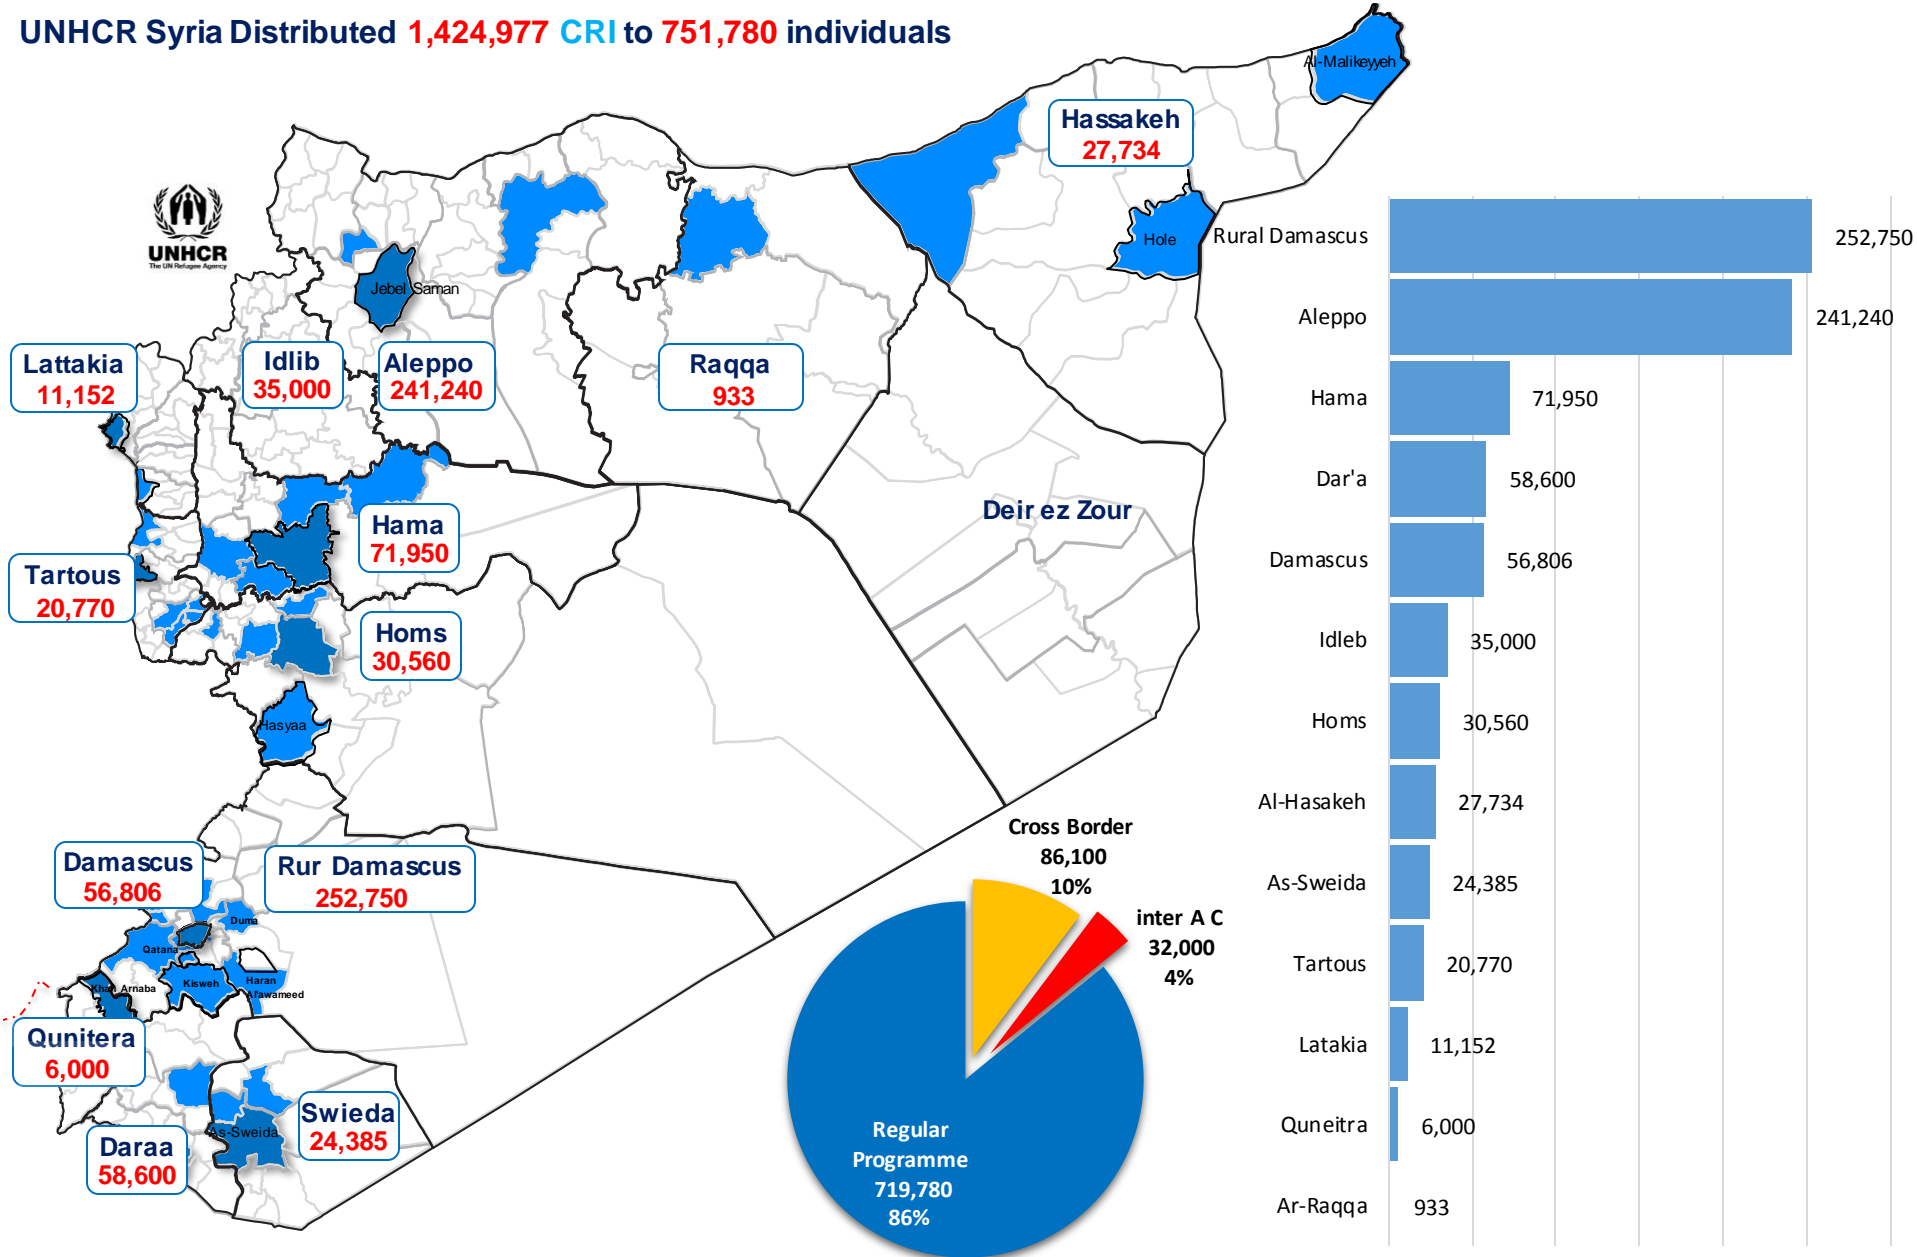 UNHCR Syria Distributed 1,424,977 CRI to 751,780 individuals
UNHCR
The UN Refugee Agency
Al-Malikeyyeh
Hassakeh
27,734
Hole
Jebel Saman
Lattakia
11,152
Idlib
35,000
Aleppo
241,240
Raqqa
933
Deir ez Zour
Hama
71,950
Tartous
20,770
Homs
30,560
Hasyaa
Damascus
56,806
Rur Damascus
252,750
Duma
Qatana
Khan Arnaba
Kisweh
Haran
Al'awameed
Qunitera
6,000
Swieda
24,385
As-Sweida
Daraa
58,600
Cross Border
86,100
10%
inter A C
32,000
4%
Regular
Programme
719,780
86%
Rural Damascus 252,750
Aleppo 241,240
Hama 71,950
Dar'a 58,600
Damascus 56,806
Idleb 35,000
Homs 30,560
Al-Hasakeh 27,734
As-Sweida 24,385
Tartous 20,770
Latakia 11,152
Quneitra 6,000
Ar-Raqqa 933